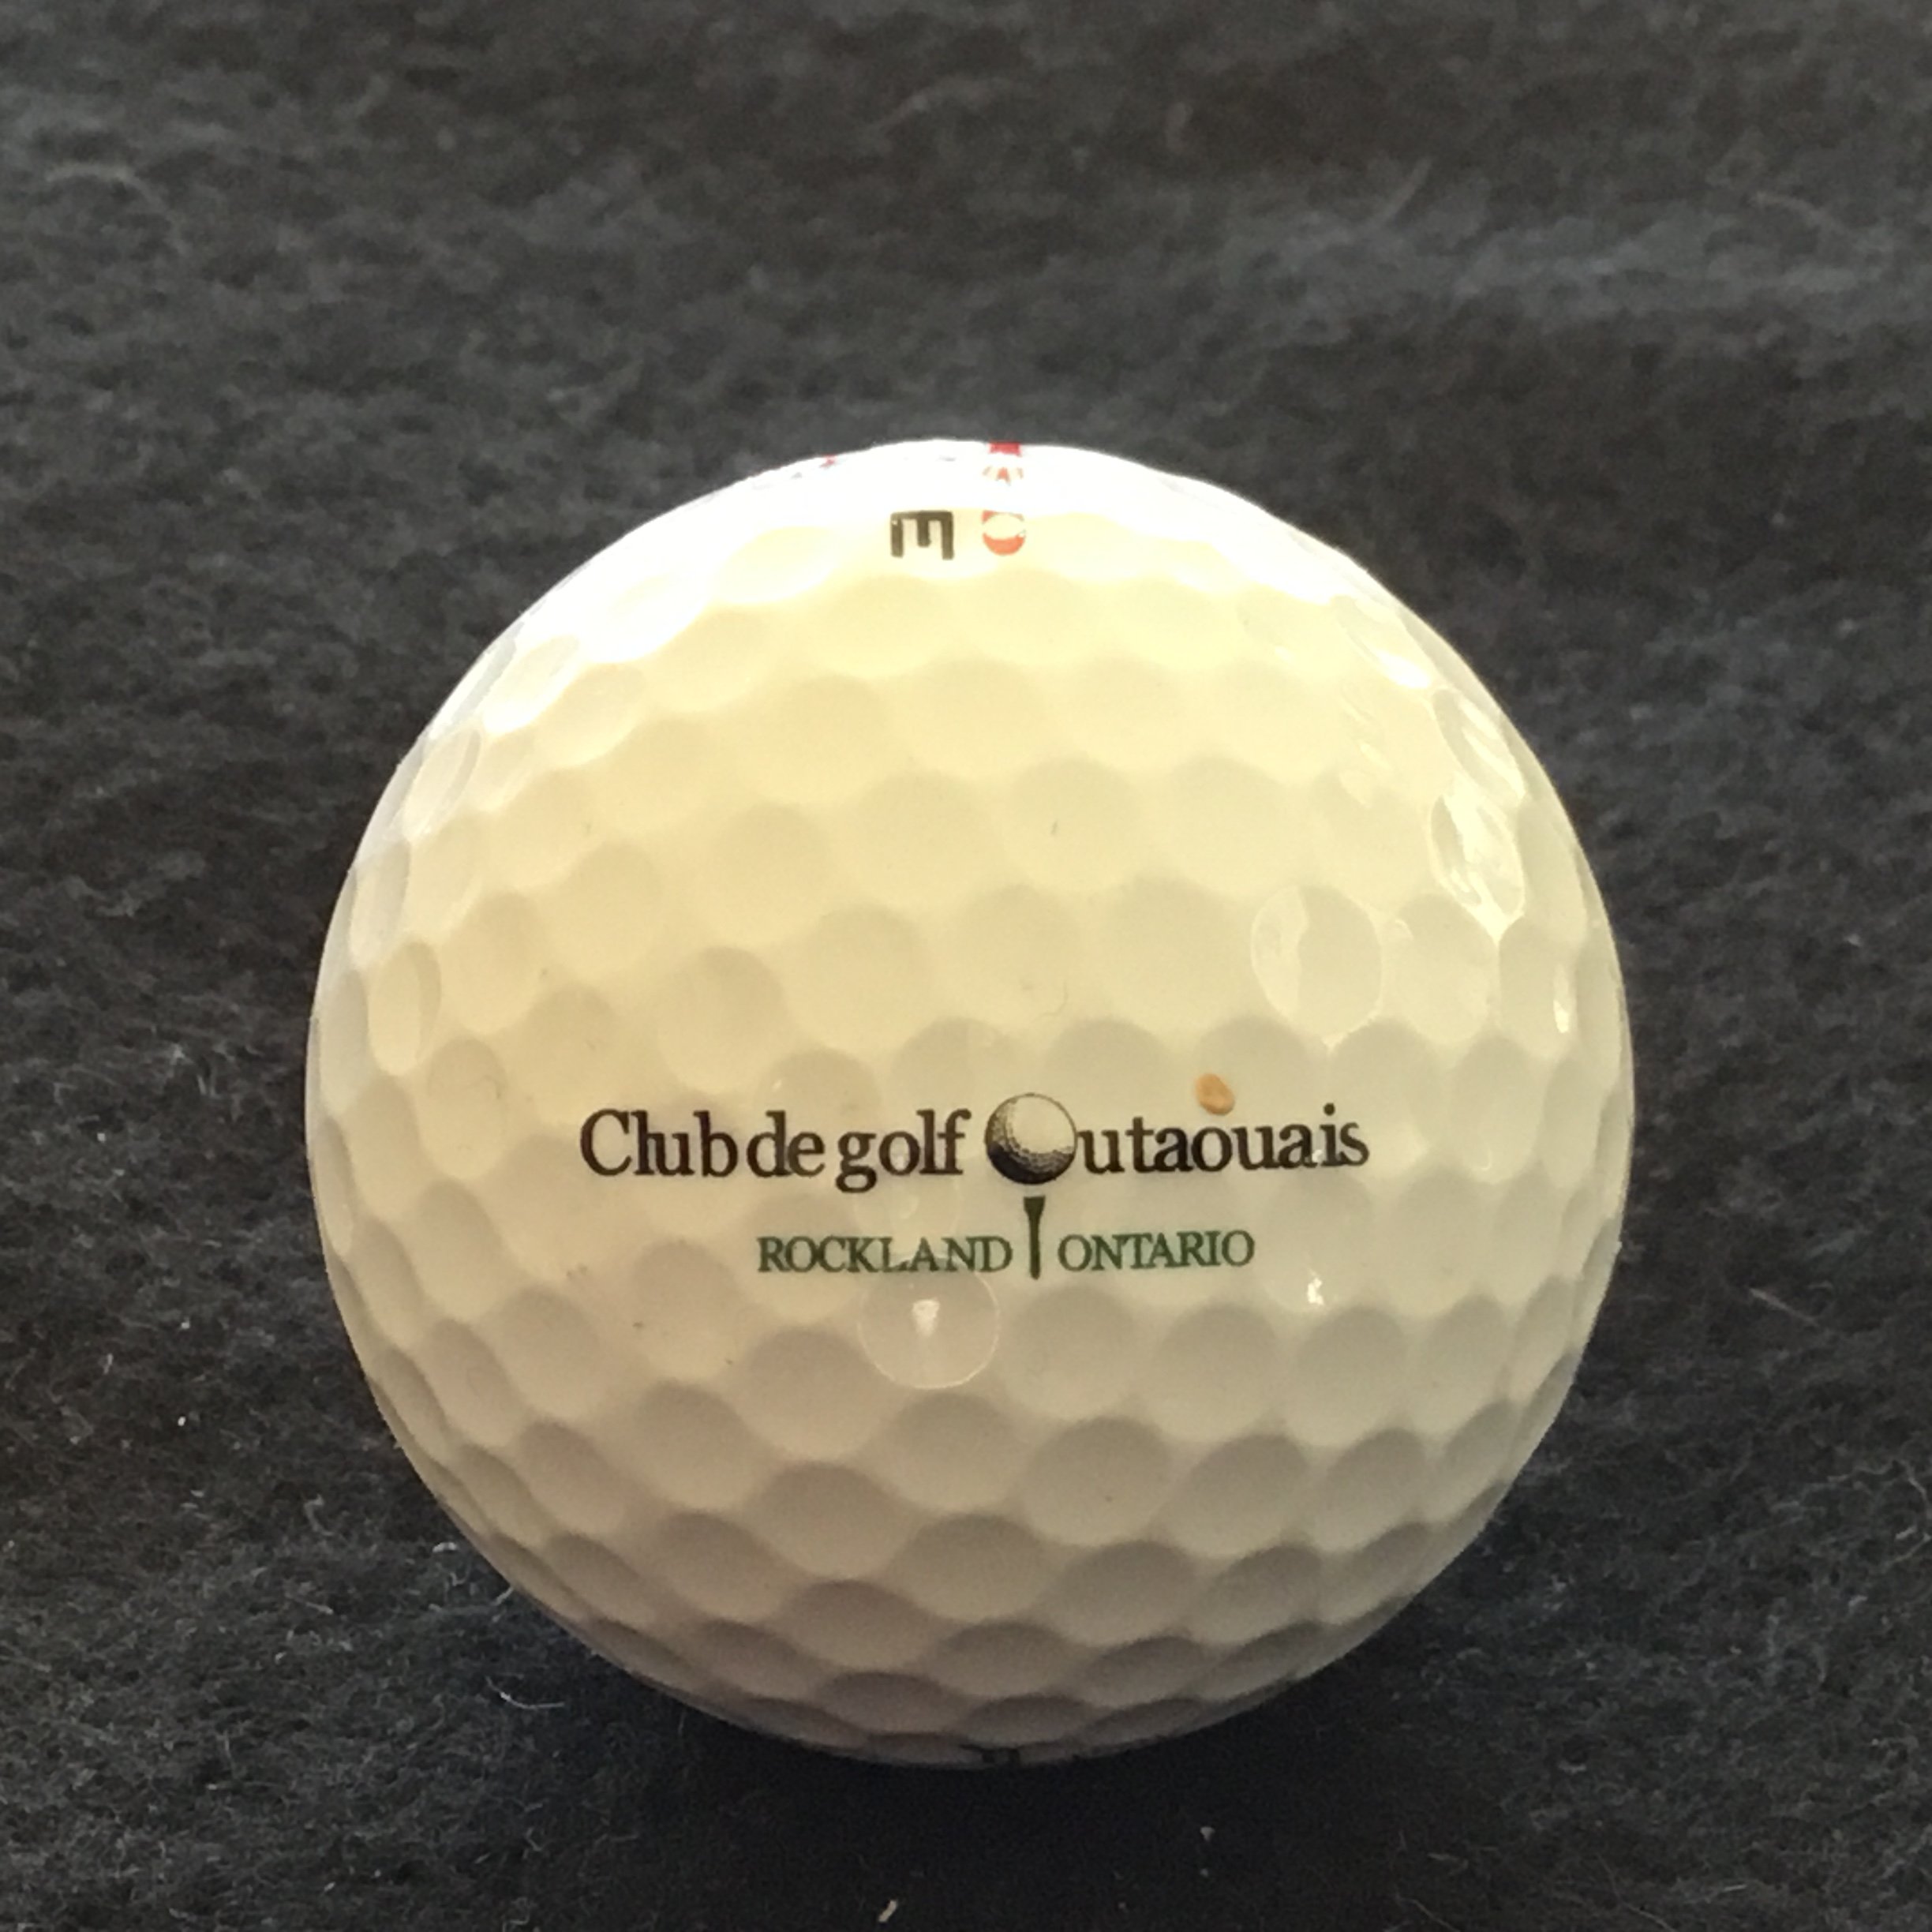 Club de golf Outaouais
ROCKLAND ONTARIO